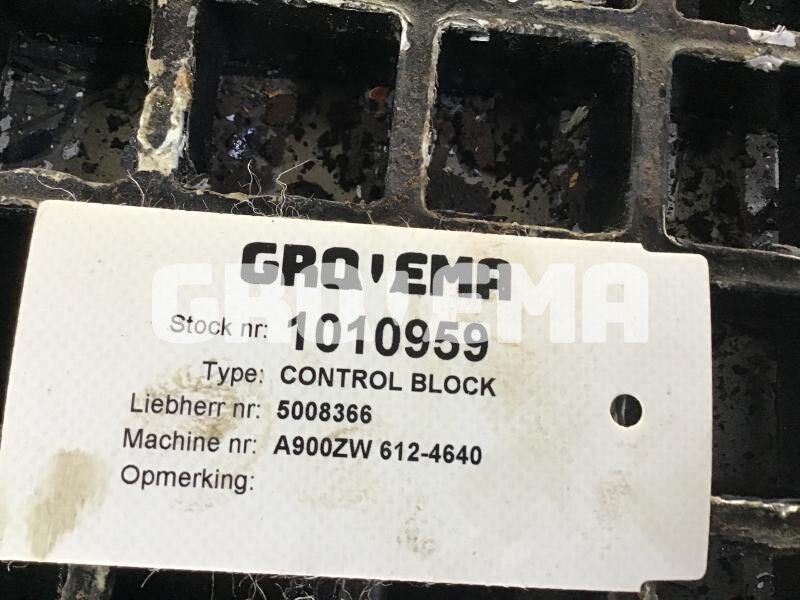 GROVEMA
Stock nr: 1010959
Type: CONTROL BLOCK
Liebherr nr: 5008366
Machine nr: A900ZW 612-4640
Opmerking: